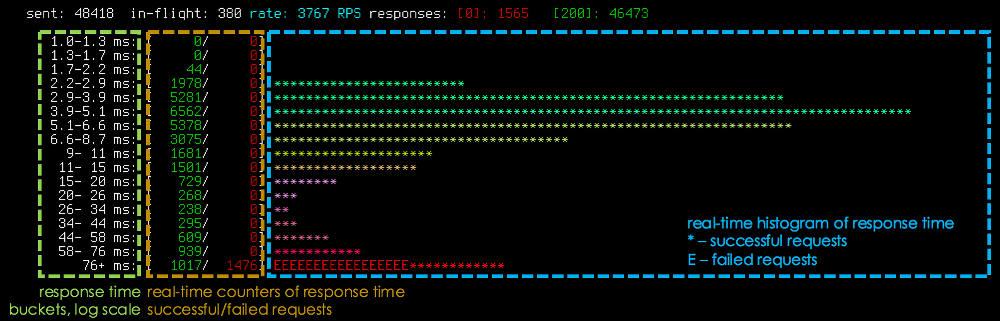 sent: 48418 in-flight: 380 rate: 3767 RPS responses: [0]: 1565 [200]: 46473
1.0-1.3 ms: [ 0/ 0]
1.3-1.7 ms: [ 0/ 0]
1.7-2.2 ms: [ 44/ 0]
2.2-2.9 ms: [ 1978/ 0] ************************
2.9-3.9 ms: [ 5281/ 0] ****************************************************************
3.9-5.1 ms: [ 6562/ 0] ********************************************************************************
5.1-6.6 ms: [ 5378/ 0] *****************************************************************
6.6-8.7 ms: [ 3075/ 0] *************************************
9- 11 ms: [ 1681/ 0] ********************
11- 15 ms: [ 1501/ 0] ******************
15- 20 ms: [ 729/ 0] ********
20- 26 ms: [ 268/ 0] ***
26- 34 ms: [ 238/ 0] **
34- 44 ms: [ 295/ 0] ***
44- 58 ms: [ 609/ 0] *******
58- 76 ms: [ 939/ 0] ***********
76+ ms: [ 1017/ 1476] EEEEEEEEEEEEEEEEE************
real-time histogram of response time
* – successful requests
E – failed requests
response time
buckets, log scale
real-time counters of response time
successful/failed requests